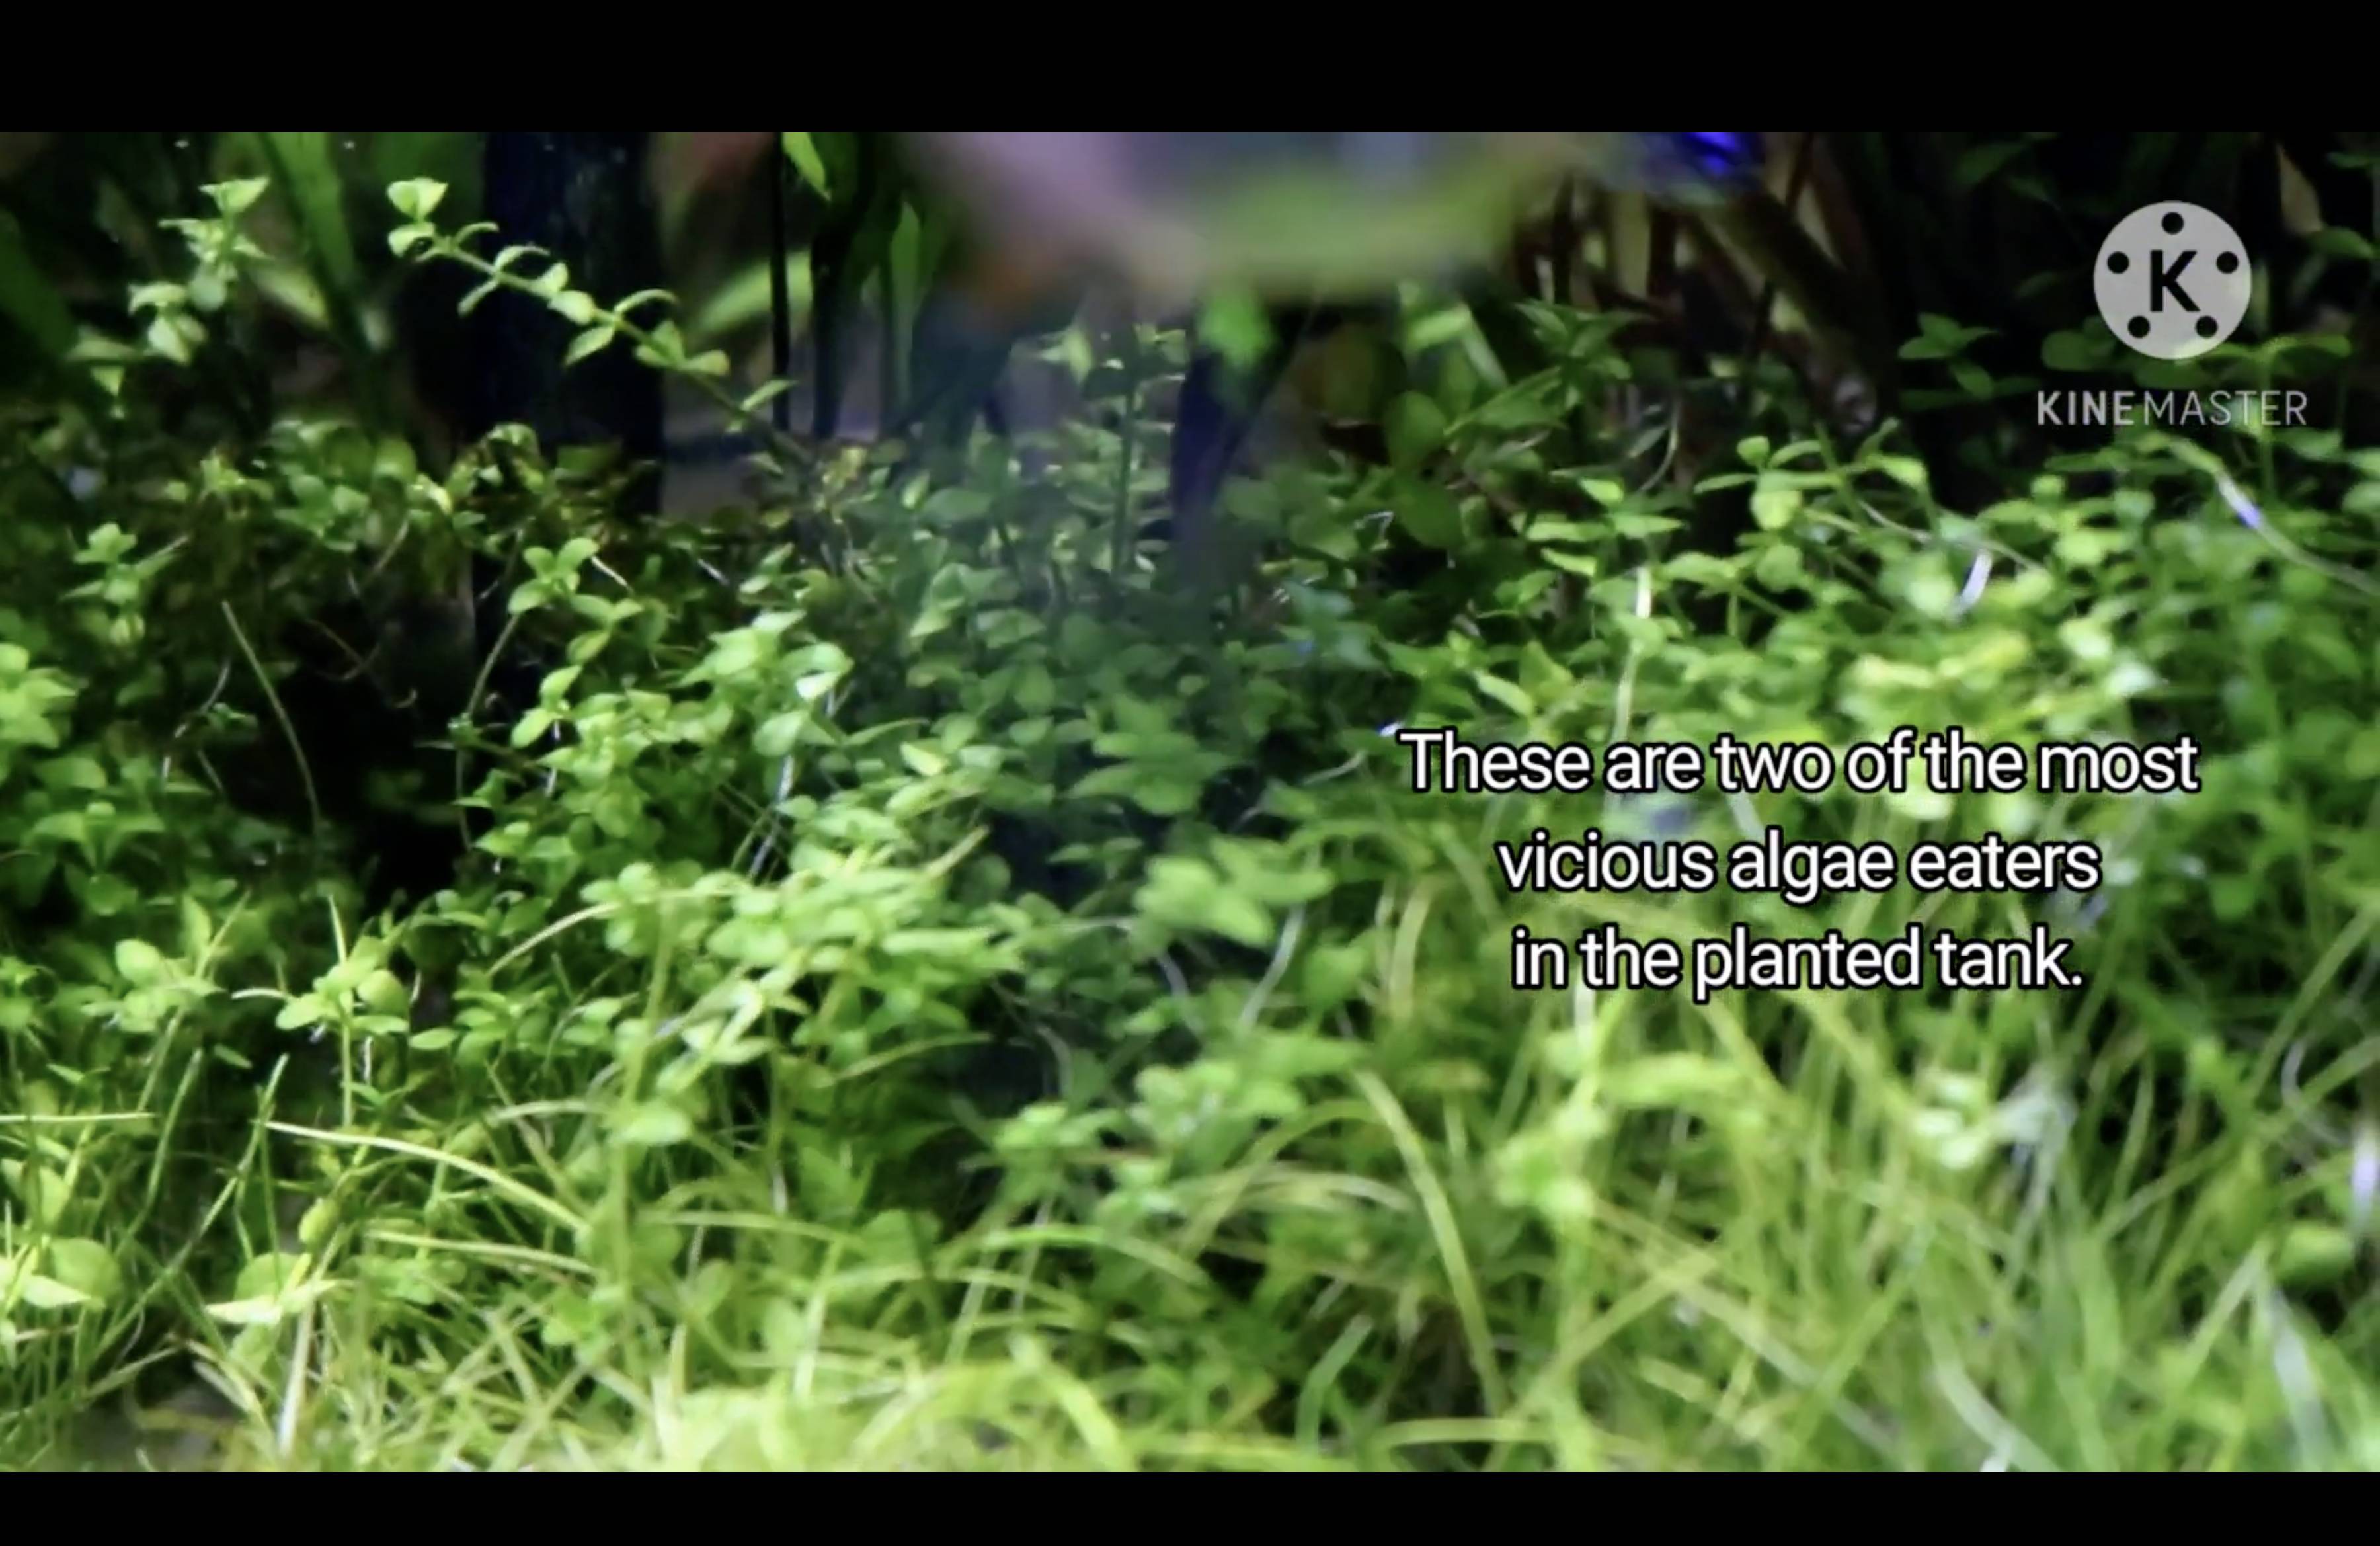 K
KINEMASTER
These are two of the most
vicious algae eaters
in the planted tank.